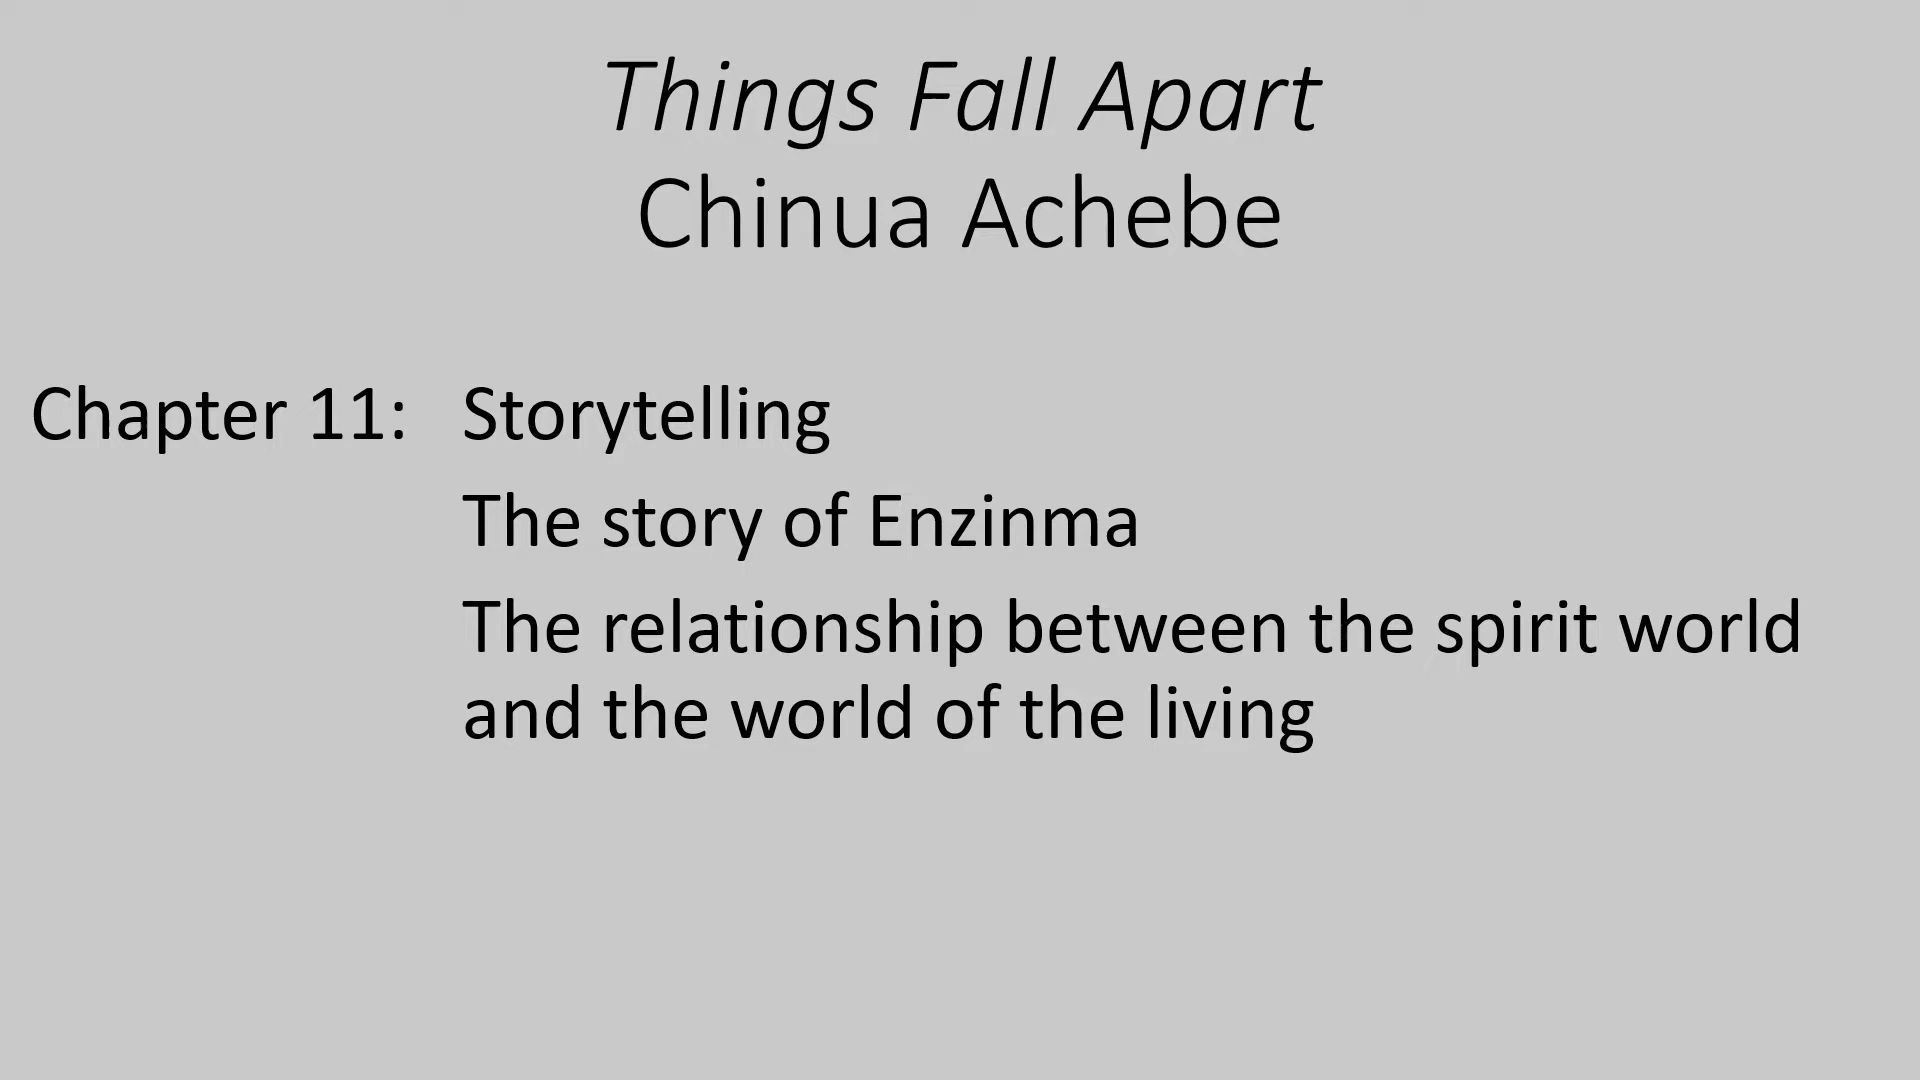 Things Fall Apart
Chinua Achebe
Chapter 11: Storytelling
The story of Enzinma
The relationship between the spirit world
and the world of the living